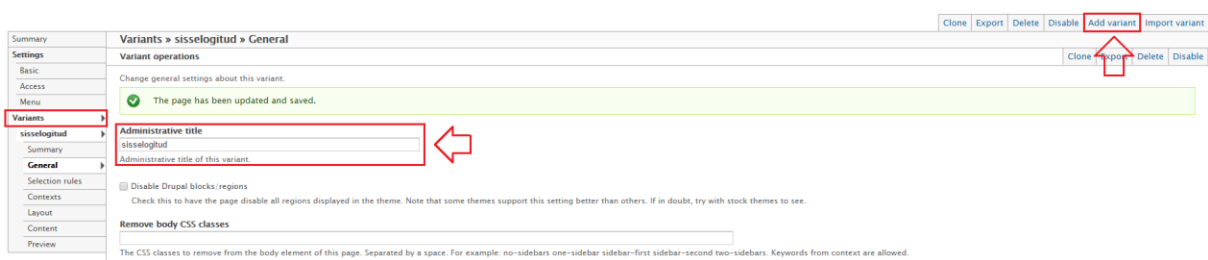 Clone Export Delete Disable Add variant Import variant
Summary
Settings
Basic
Access
Menu
Variants
sisselogitud
Summary
General
Selection rules
Contexts
Layout
Content
Preview
Variants » sisselogitud » General
Variant operations
Clone Export Delete Disable
Change general settings about this variant.
The page has been updated and saved.
Administrative title
sisselogitud
Administrative title of this variant.
Disable Drupal blocks/regions
Check this to have the page disable all regions displayed in the theme. Note that some themes support this setting better than others. If in doubt, try with stock themes to see.
Remove body CSS classes
The CSS classes to remove from the body element of this page. Separated by a space. For example: no-sidebars one-sidebar sidebar-first sidebar-second two-sidebars. Keywords from context are allowed.